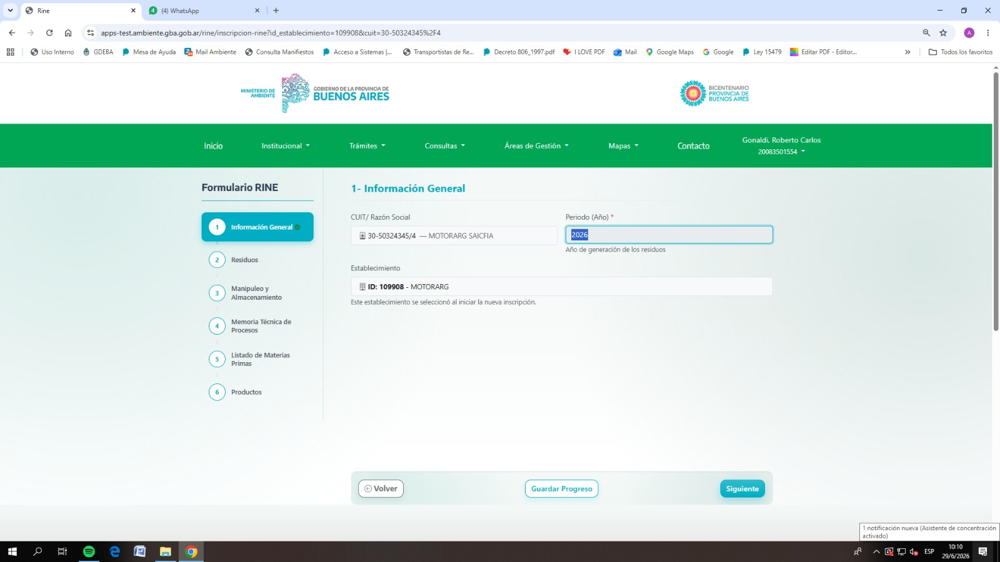 Rine
4
(4) WhatsApp
apps-test.ambiente.gba.gob.ar/rine/inscripcion-rine?id_establecimiento=109908&cuit=30-50324345%2F4
A
Uso Interno
GDEBA
Mesa de Ayuda
Mail Ambiente
Consulta Manifiestos
Acceso a Sistemas |...
Transportistas de Re...
Decreto 806_1997.pdf
I LOVE PDF
Mail
Google Maps
Google
Ley 15479
Editar PDF - Editor...
Todos los favoritos
MINISTERIO DE
AMBIENTE
GOBIERNO DE LA PROVINCIA DE
BUENOS AIRES
BICENTENARIO
PROVINCIA DE
BUENOS AIRES
Inicio
Institucional
Trámites
Consultas
Áreas de Gestión
Mapas
Contacto
Gonaldi, Roberto Carlos
20083501554
Formulario RINE
1 Información General
2 Residuos
3 Manipuleo y
Almacenamiento
4 Memoria Técnica de
Procesos
5 Listado de Materias
Primas
6 Productos
1- Información General
CUIT/ Razón Social
30-50324345/4 — MOTORARG SAICFIA
Periodo (Año) *
2026
Año de generación de los residuos
Establecimiento
ID: 109908 - MOTORARG
Este establecimiento se seleccionó al iniciar la nueva inscripción.
Volver
Guardar Progreso
Siguiente
1 notificación nueva (Asistente de concentración
activado)
ESP
10:10
29/6/2026